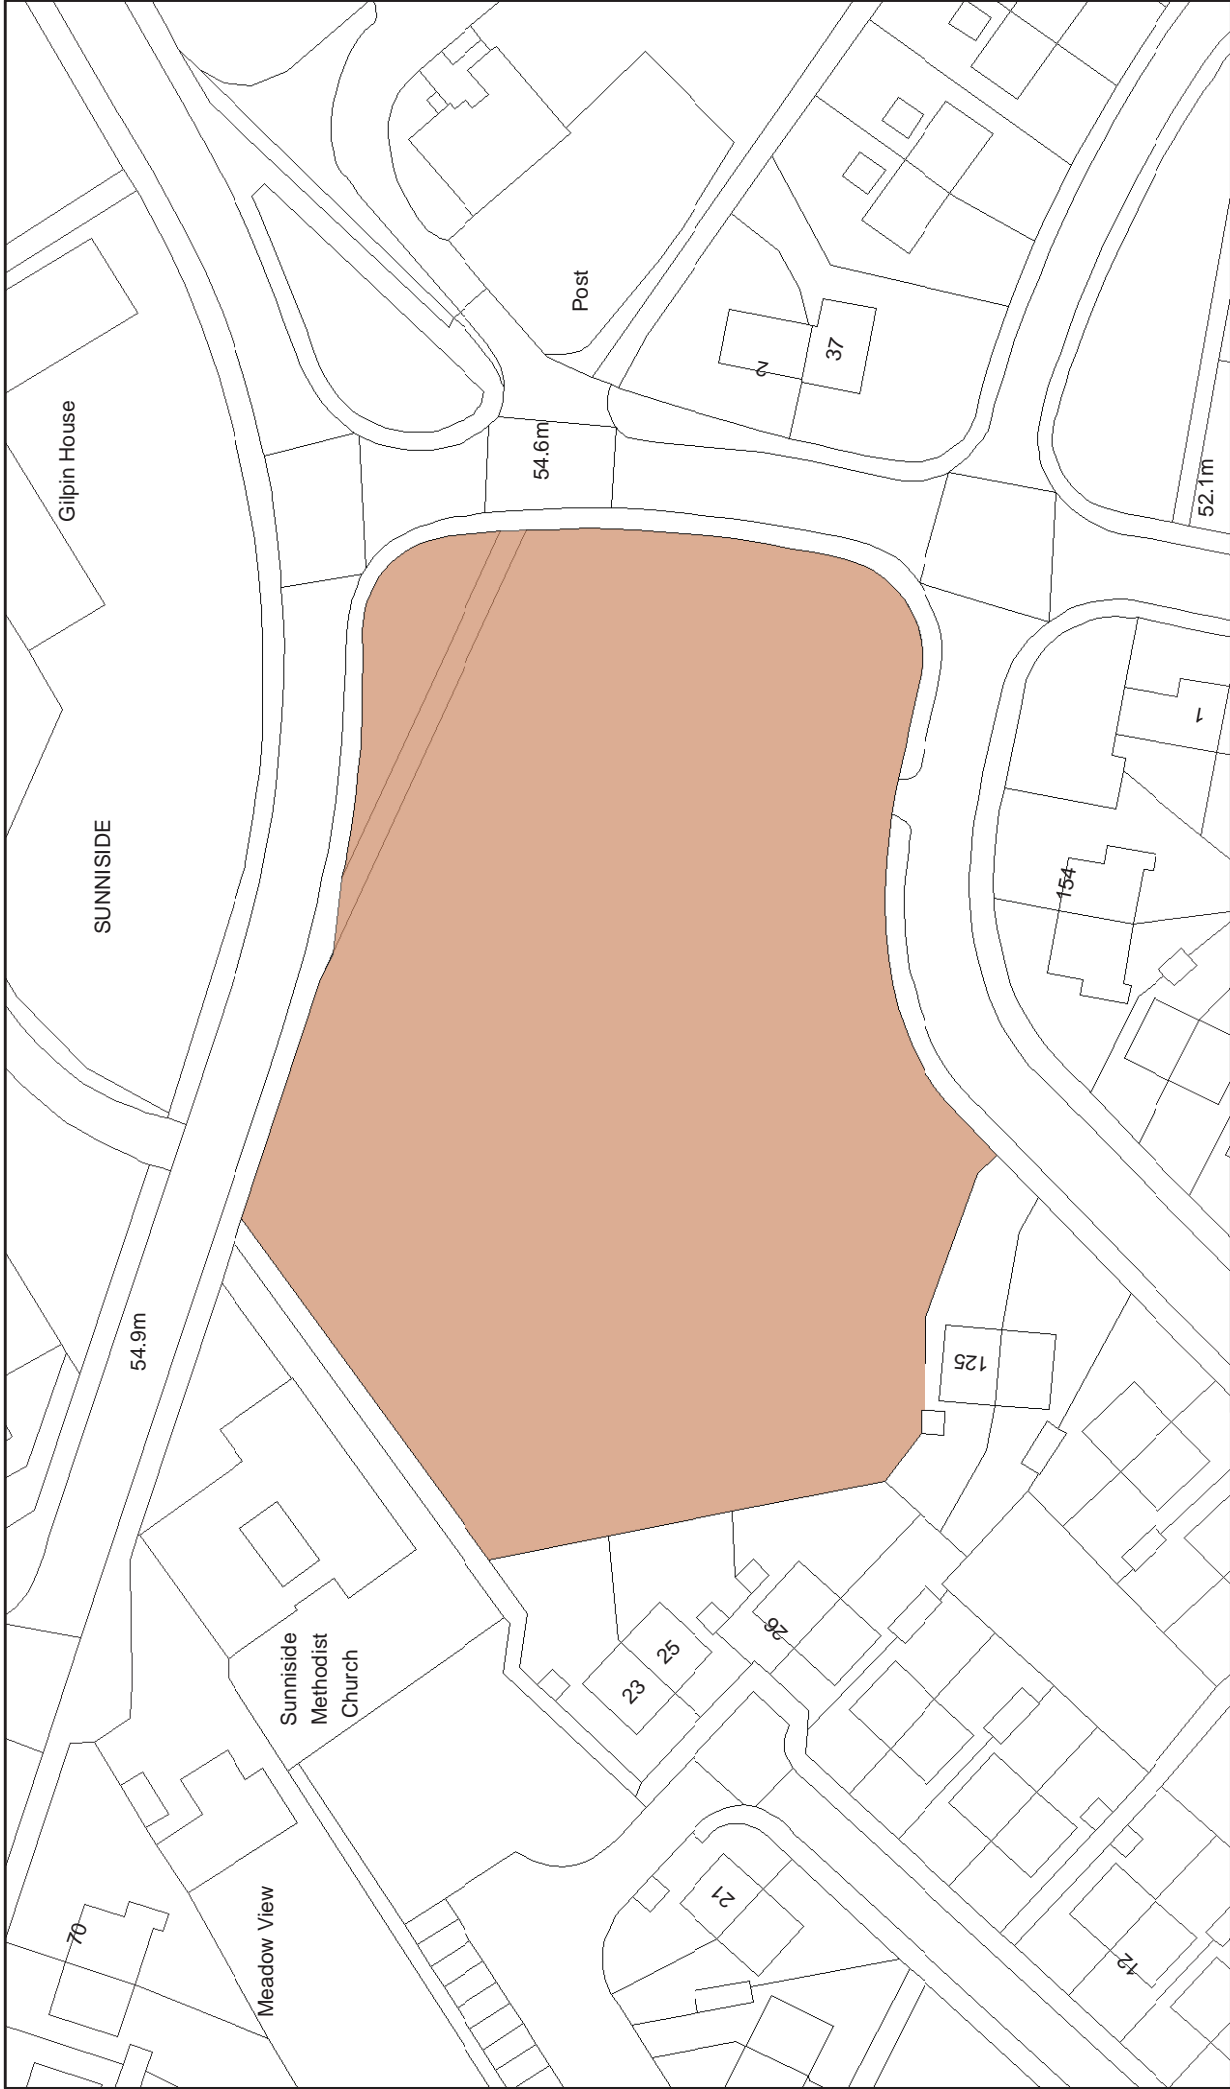 Gilpin House
SUNNISIDE
54.9m
Post
54.6m
52.1m
2
37
1
154
125
Sunniside
Methodist
Church
23
25
26
21
12
70
Meadow View